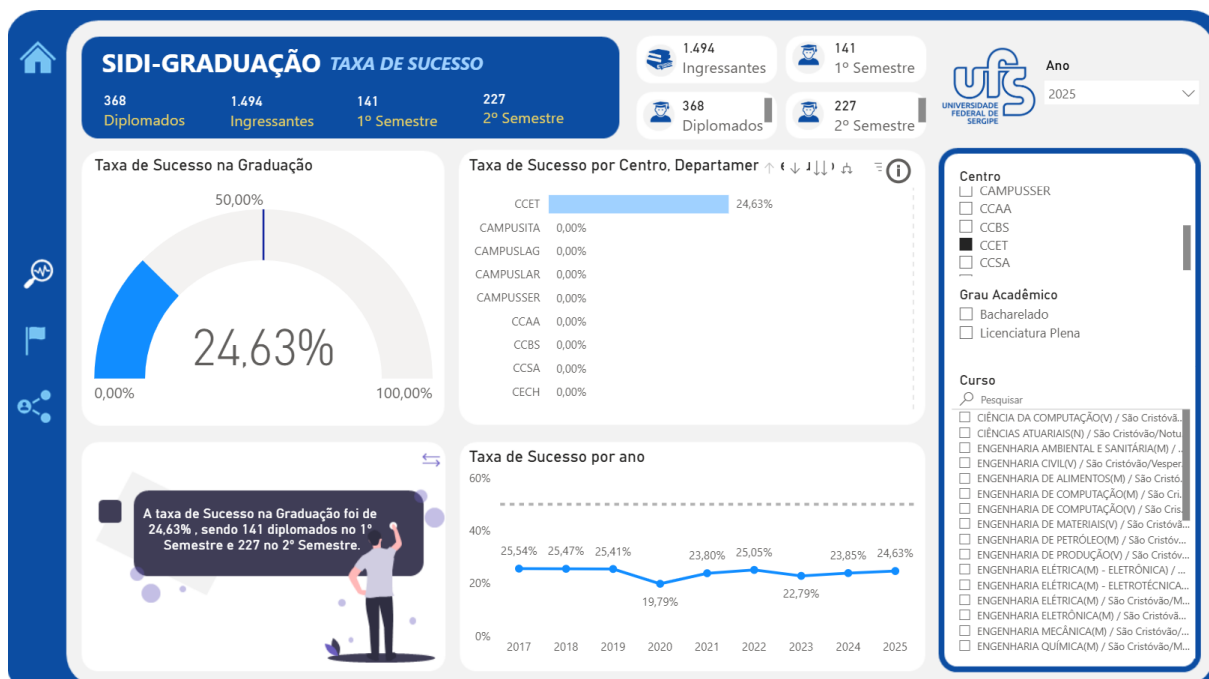 SIDI-GRADUAÇÃO TAXA DE SUCESSO
368
Diplomados
1.494
Ingressantes
141
1º Semestre
227
2º Semestre
1.494
Ingressantes
141
1º Semestre
368
Diplomados
227
2º Semestre
ufs
UNIVERSIDADE
FEDERAL DE
SERGIPE
Ano
2025
Taxa de Sucesso na Graduação
50,00%
24,63%
0,00%
100,00%
Taxa de Sucesso por Centro, Departamen
CCET 24,63%
CAMPUSITA 0,00%
CAMPUSLAG 0,00%
CAMPUSLAR 0,00%
CAMPUSSER 0,00%
CCAA 0,00%
CCBS 0,00%
CCSA 0,00%
CECH 0,00%
A taxa de Sucesso na Graduação foi de
24,63% , sendo 141 diplomados no 1º
Semestre e 227 no 2º Semestre.
Taxa de Sucesso por ano
60%
40%
20%
0%
25,54% 25,47% 25,41% 19,79% 23,80% 25,05% 22,79% 23,85% 24,63%
2017 2018 2019 2020 2021 2022 2023 2024 2025
Centro
CAMPUSSER
CCAA
CCBS
CCET
CCSA
Grau Acadêmico
Bacharelado
Licenciatura Plena
Curso
Pesquisar
CIÊNCIA DA COMPUTAÇÃO(V) / São Cristóvã...
CIÊNCIAS ATUARIAIS(N) / São Cristóvão/Notu...
ENGENHARIA AMBIENTAL E SANITÁRIA(M) / ...
ENGENHARIA CIVIL(V) / São Cristóvão/Vesper...
ENGENHARIA DE ALIMENTOS(M) / São Cristó...
ENGENHARIA DE COMPUTAÇÃO(M) / São Cri...
ENGENHARIA DE COMPUTAÇÃO(V) / São Cris...
ENGENHARIA DE MATERIAIS(V) / São Cristóvã...
ENGENHARIA DE PETRÓLEO(M) / São Cristóv...
ENGENHARIA DE PRODUÇÃO(V) / São Cristóv...
ENGENHARIA ELÉTRICA(M) - ELETRÔNICA) / ...
ENGENHARIA ELÉTRICA(M) - ELETROTÉCNICA...
ENGENHARIA ELÉTRICA(M) / São Cristóvão/M...
ENGENHARIA ELETRÔNICA(M) / São Cristóvã...
ENGENHARIA MECÂNICA(M) / São Cristóvão/...
ENGENHARIA QUÍMICA(M) / São Cristóvão/M...